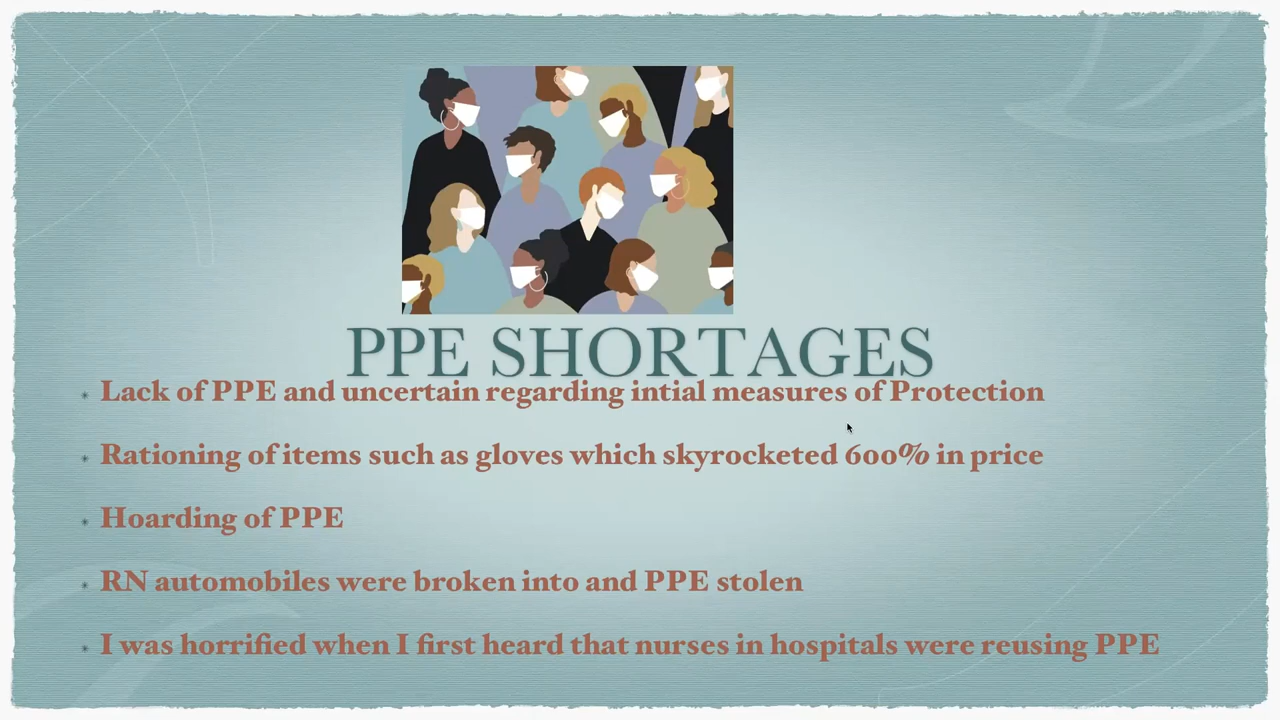 PPE SHORTAGES
Lack of PPE and uncertain regarding intial measures of Protection
Rationing of items such as gloves which skyrocketed 600% in price
Hoarding of PPE
RN automobiles were broken into and PPE stolen
I was horrified when I first heard that nurses in hospitals were reusing PPE